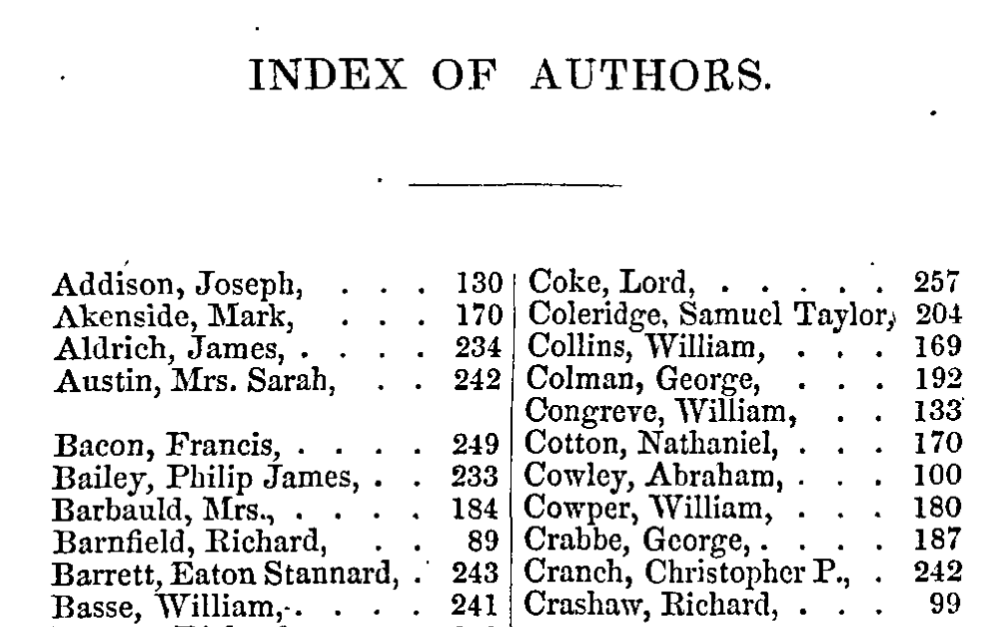 INDEX OF AUTHORS.
Addison, Joseph, . . . 130
Akenside, Mark, . . . 170
Aldrich, James, . . . . 234
Austin, Mrs. Sarah, . . 242
Bacon, Francis, . . . . 249
Bailey, Philip James, . . 233
Barbauld, Mrs., . . . . 184
Barnfield, Richard, . . 89
Barrett, Eaton Stannard, . 243
Basse, William, . . . . 241
Coke, Lord, . . . . . 257
Coleridge, Samuel Taylor, 204
Collins, William, . . . 169
Colman, George, . . . 192
Congreve, William, . . 133
Cotton, Nathaniel, . . . 170
Cowley, Abraham, . . . 100
Cowper, William, . . . 180
Crabbe, George, . . . . 187
Cranch, Christopher P., . 242
Crashaw, Richard, . . . 99